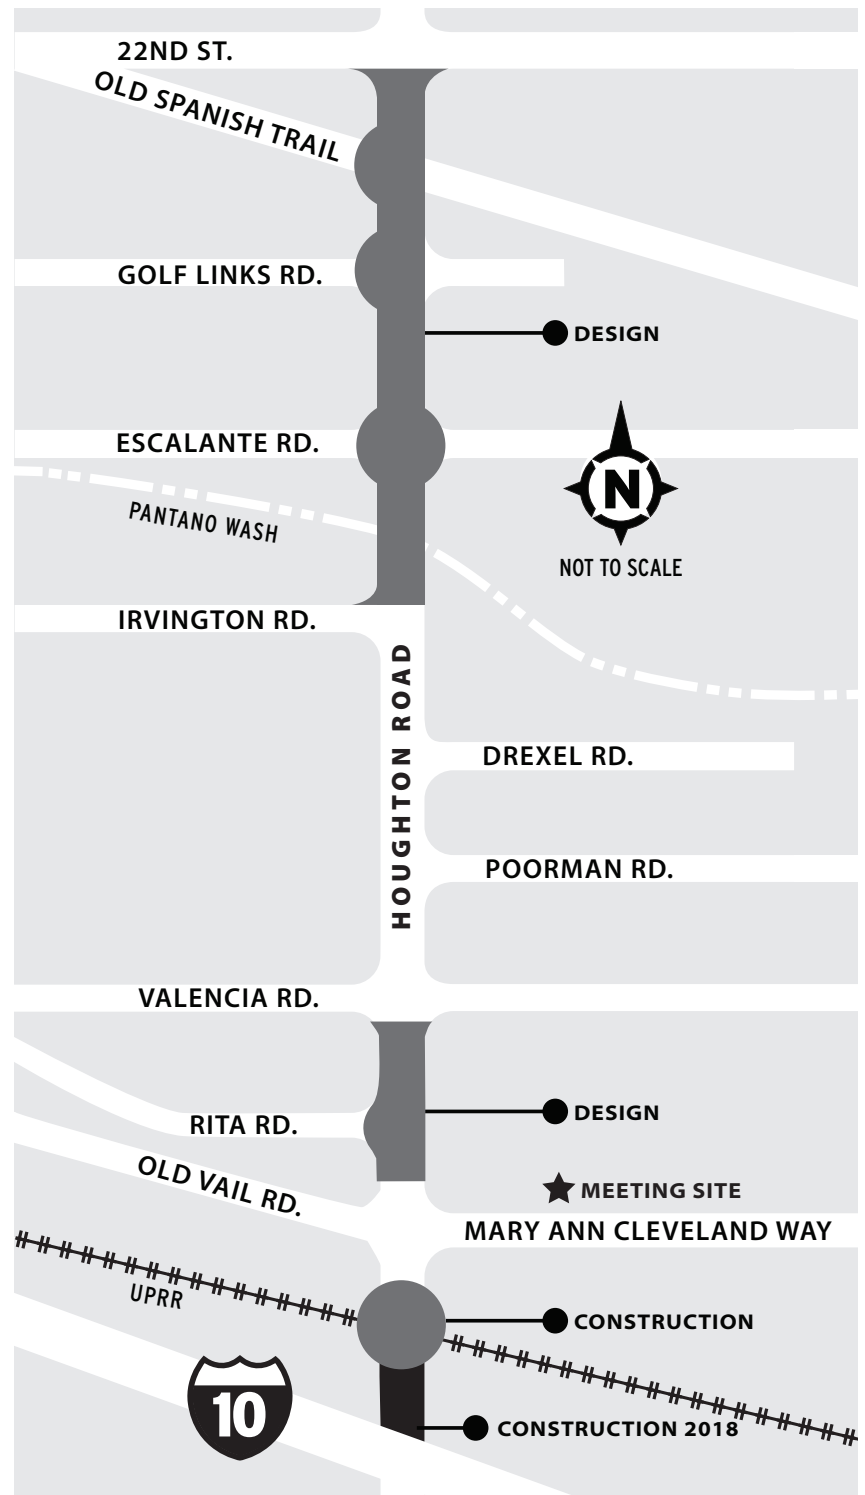 22ND ST.
OLD SPANISH TRAIL
GOLF LINKS RD.
DESIGN
ESCALANTE RD.
N
PANTANO WASH
NOT TO SCALE
IRVINGTON RD.
HOUGHTON ROAD
DREXEL RD.
POORMAN RD.
VALENCIA RD.
DESIGN
RITA RD.
OLD VAIL RD.
MEETING SITE
MARY ANN CLEVELAND WAY
UPRR
CONSTRUCTION
10
CONSTRUCTION 2018